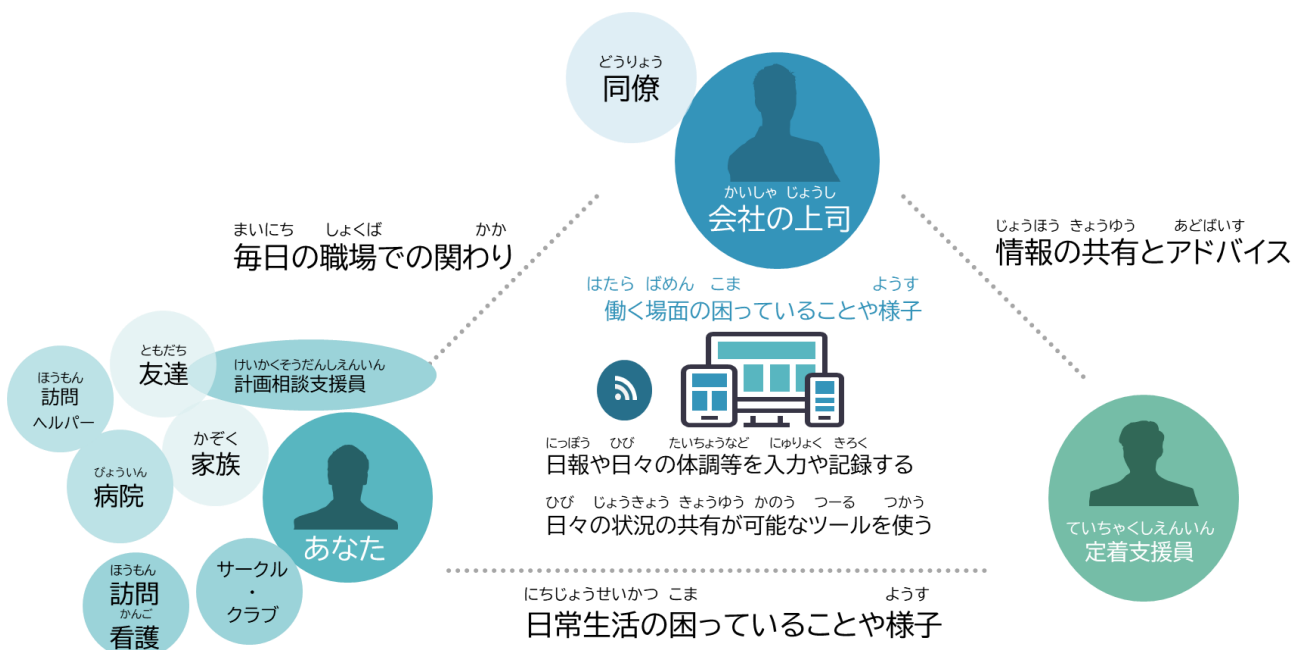 どうりょう
同僚
かいしゃ じょうし
会社の上司
まいにち しょくば かか
毎日の職場での関わり
じょうほう きょうゆう あどばいす
情報の共有とアドバイス
はたら ばめん こま ようす
働く場面の困っていることや様子
ともだち
友達
けいかくそうだんしえんいん
計画相談支援員
ほうもん
訪問
ヘルパー
かぞく
家族
びょういん
病院
あなた
にっぽう ひび たいちょうなど にゅりょく きろく
日報や日々の体調等を入力や記録する
ひび じょうきょう きょうゆう かのう つーる つかう
日々の状況の共有が可能なツールを使う
ていちゃくしえんいん
定着支援員
ほうもん
訪問
かんご
看護
サークル
・
クラブ
にちじょうせいかつ こま ようす
日常生活の困っていることや様子